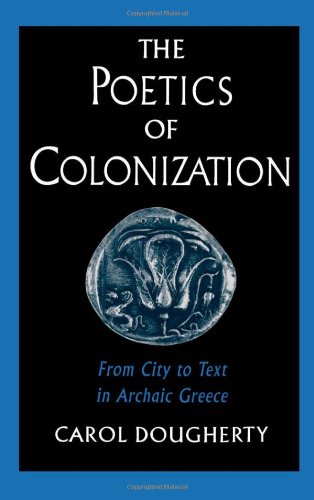 THE
POETICS
OF
COLONIZATION
From City to Text
in Archaic Greece
CAROL DOUGHERTY